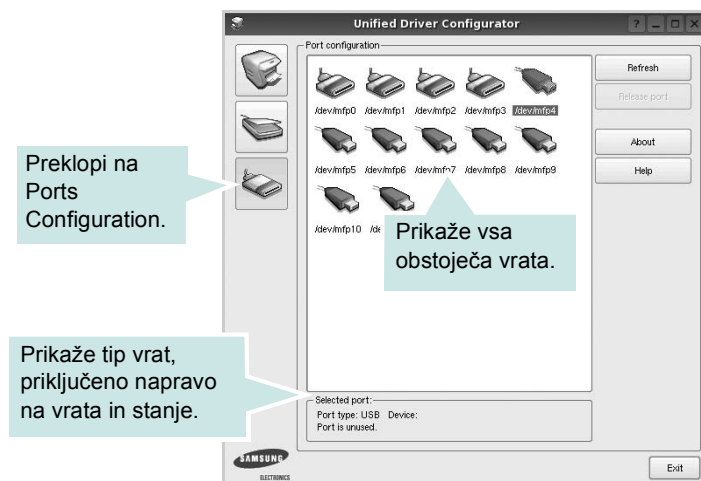 Unified Driver Configurator
Port configuration
/dev/mfp0 /dev/mfp1 /dev/mfp2 /dev/mfp3 /dev/mfp4
/dev/mfp5 /dev/mfp6 /dev/mfp7 /dev/mfp8 /dev/mfp9
/dev/mfp10
Refresh
Release port
About
Help
Preklopi na
Ports
Configuration.
Prikaže vsa
obstoječa vrata.
Prikaže tip vrat,
priključeno napravo
na vrata in stanje.
Selected port:
Port type: USB Device:
Port is unused.
SAMSUNG
ELECTRONICS
Exit